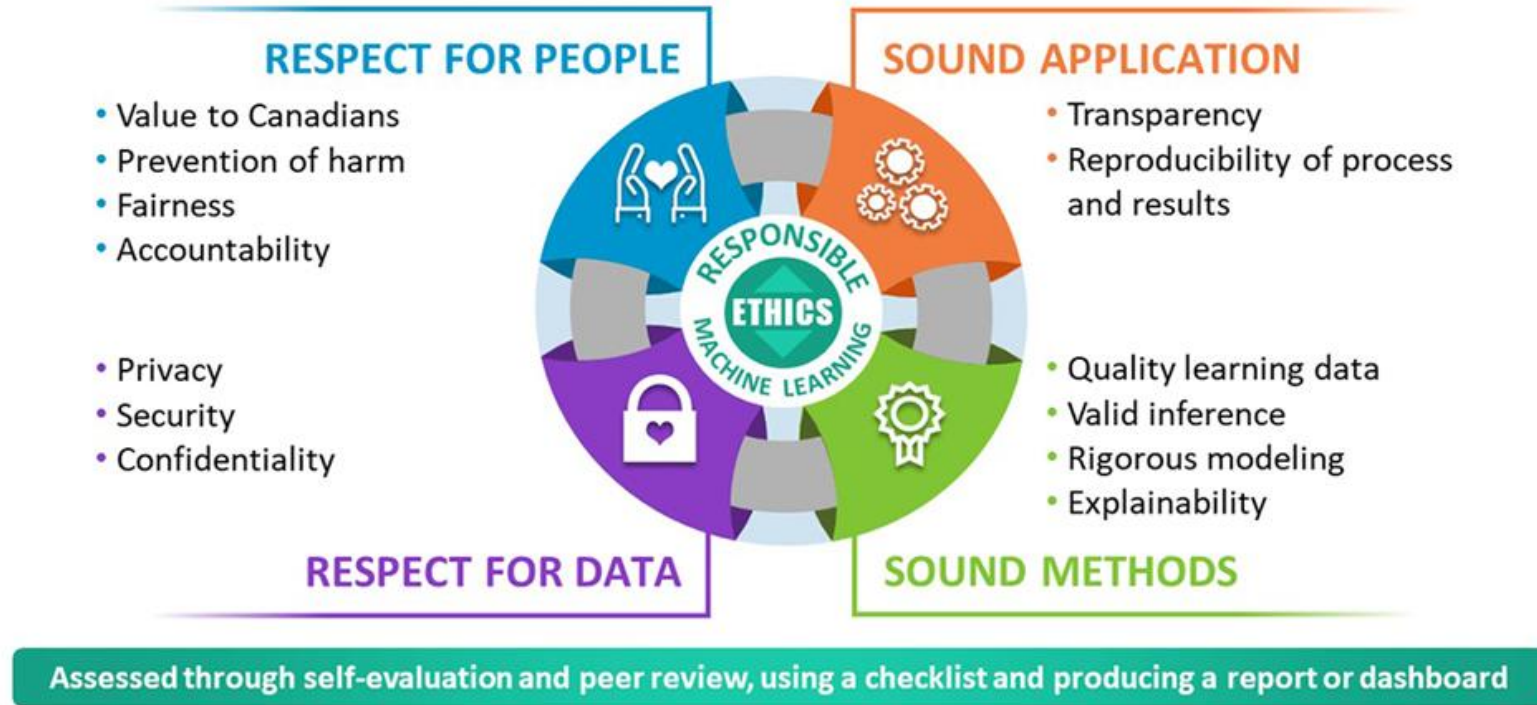 RESPECT FOR PEOPLE
• Value to Canadians
• Prevention of harm
• Fairness
• Accountability
SOUND APPLICATION
• Transparency
• Reproducibility of process
and results
RESPONSIBLE
ETHICS
MACHINE LEARNING
• Privacy
• Security
• Confidentiality
RESPECT FOR DATA
• Quality learning data
• Valid inference
• Rigorous modeling
• Explainability
SOUND METHODS
Assessed through self-evaluation and peer review, using a checklist and producing a report or dashboard